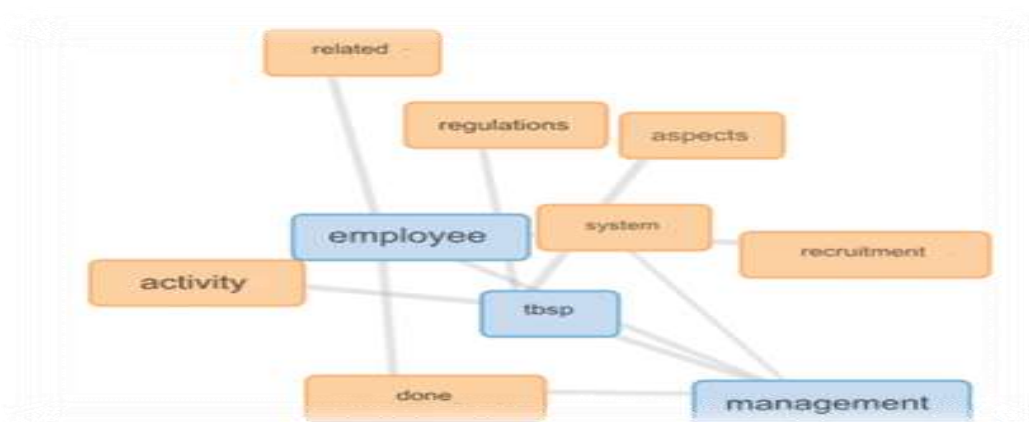 related
regulations
aspects
employee
system
recruitment
activity
tbsp
done
management